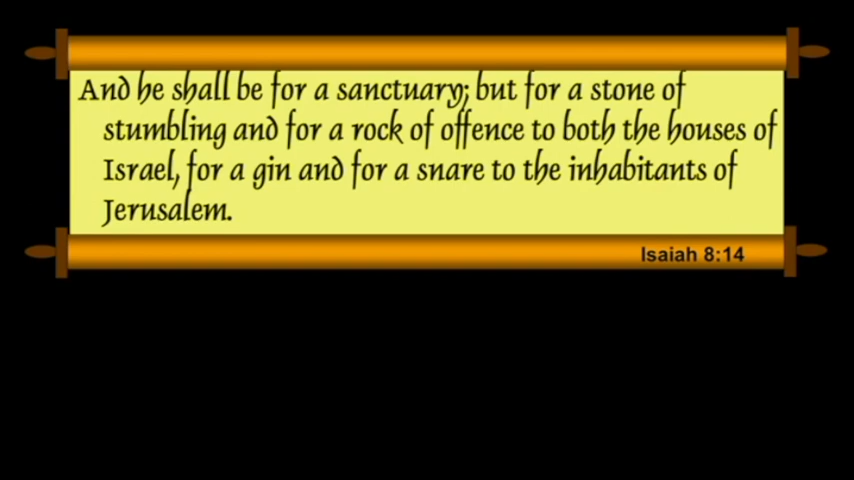 And he shall be for a sanctuary; but for a stone of
stumbling and for a rock of offence to both the houses of
Israel, for a gin and for a snare to the inhabitants of
Jerusalem.
Isaiah 8:14